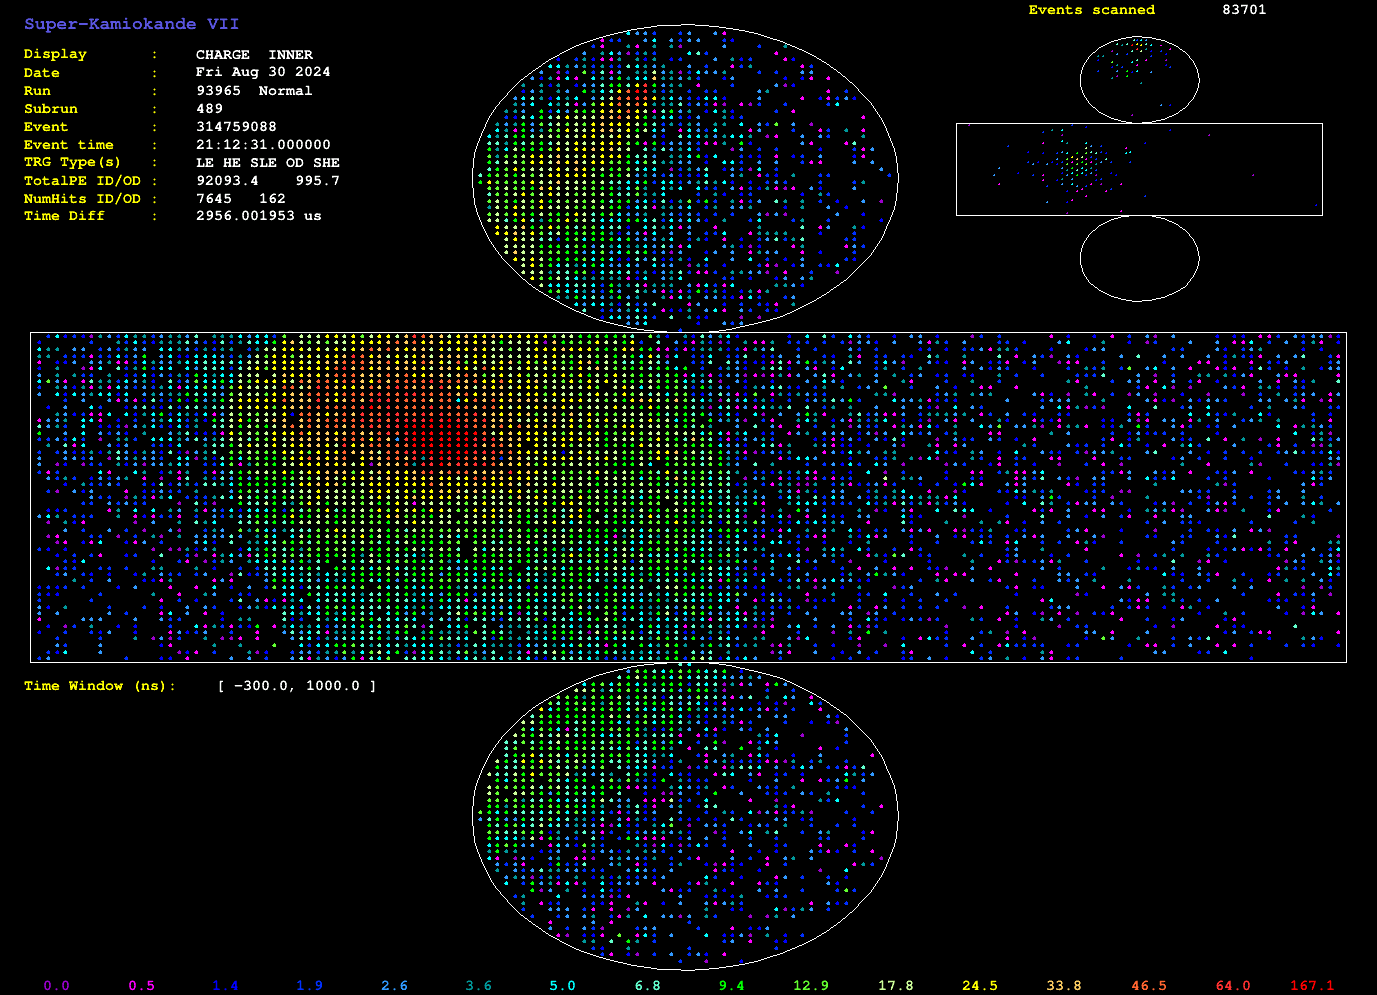 Super-Kamiokande VII
Events scanned 83701
Display : CHARGE INNER
Date : Fri Aug 30 2024
Run : 93965 Normal
Subrun : 489
Event : 314759088
Event time : 21:12:31.000000
TRG Type(s) : LE HE SLE OD SHE
TotalPE ID/OD : 92093.4 995.7
NumHits ID/OD : 7645 162
Time Diff : 2956.001953 us
Time Window (ns): [ -300.0, 1000.0 ]
0.0 0.5 1.4 1.9 2.6 3.6 5.0 6.8 9.4 12.9 17.8 24.5 33.8 46.5 64.0 167.1